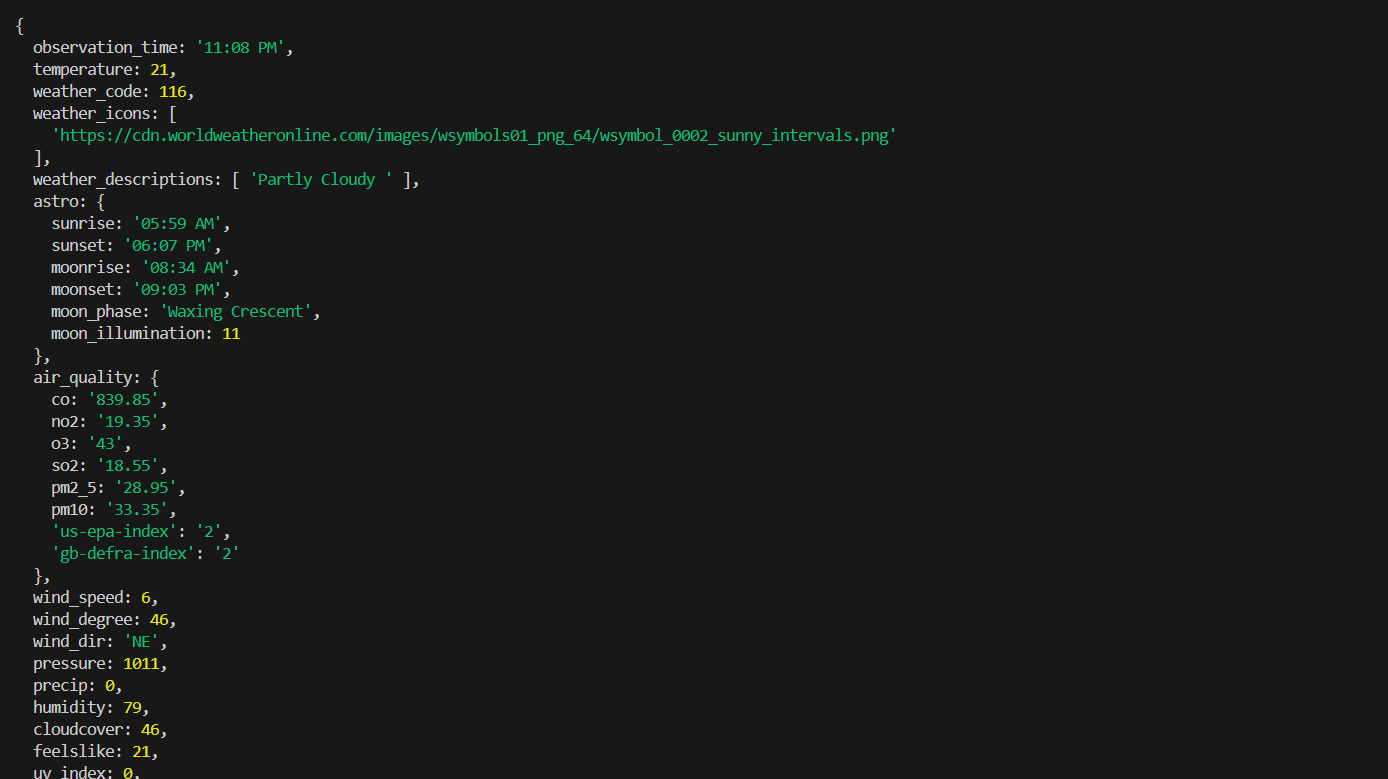 {
  observation_time: '11:08 PM',
  temperature: 21,
  weather_code: 116,
  weather_icons: [
    'https://cdn.worldweatheronline.com/images/wsymbols01_png_64/wsymbol_0002_sunny_intervals.png'
  ],
  weather_descriptions: [ 'Partly Cloudy ' ],
  astro: {
    sunrise: '05:59 AM',
    sunset: '06:07 PM',
    moonrise: '08:34 AM',
    moonset: '09:03 PM',
    moon_phase: 'Waxing Crescent',
    moon_illumination: 11
  },
  air_quality: {
    co: '839.85',
    no2: '19.35',
    o3: '43',
    so2: '18.55',
    pm2_5: '28.95',
    pm10: '33.35',
    'us-epa-index': '2',
    'gb-defra-index': '2'
  },
  wind_speed: 6,
  wind_degree: 46,
  wind_dir: 'NE',
  pressure: 1011,
  precip: 0,
  humidity: 79,
  cloudcover: 46,
  feelslike: 21,
  uv_index: 0,